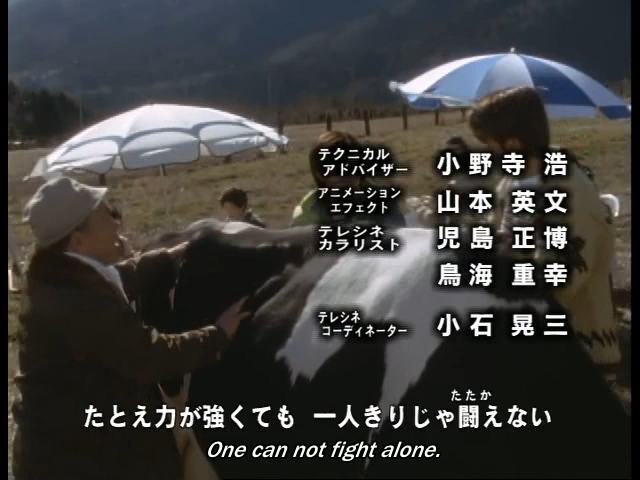 テクニカル
アドバイザー 小野寺 浩
アニメーション
エフェクト 山本 英文
テレシネ
カラリスト 児島 正博
鳥海 重幸
テレシネ
コーディネーター 小石 晃三
たたか
たとえ力が強くても 一人きりじゃ闘えない
One can not fight alone.